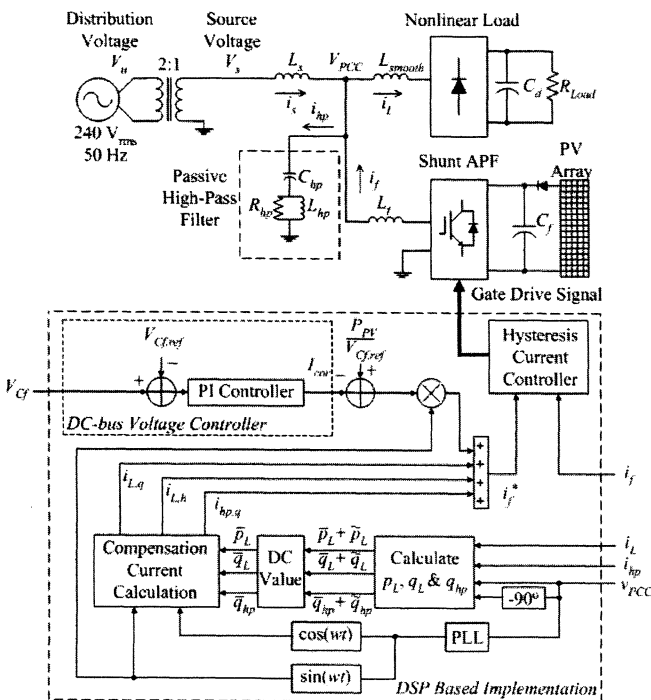 Distribution
Voltage
V_u
2:1
Source
Voltage
V_s
L_s
i_s
V_PCC
L_smooth
i_L
Nonlinear Load
C_d
R_Load
240 V_rms
50 Hz
i_hp
Passive
High-Pass
Filter
C_hp
R_hp
L_hp
i_f
L_f
Shunt APF
C_f
PV
Array
Gate Drive Signal
V_Cf
V_Cf.ref
+
−
PI Controller
I_con
DC-bus Voltage Controller
P_PV
V_Cf.ref
−
+
Hysteresis
Current
Controller
+
+
+
+
i_f*
i_f
i_L,q
i_L,h
i_hp,q
Compensation
Current
Calculation
p̅_L
q̅_L
q̅_hp
DC
Value
p̅_L + p̃_L
q̅_L + q̃_L
q̅_hp + q̃_hp
Calculate
p_L, q_L & q_hp
i_L
i_hp
v_PCC
-90º
cos(wt)
PLL
sin(wt)
DSP Based Implementation